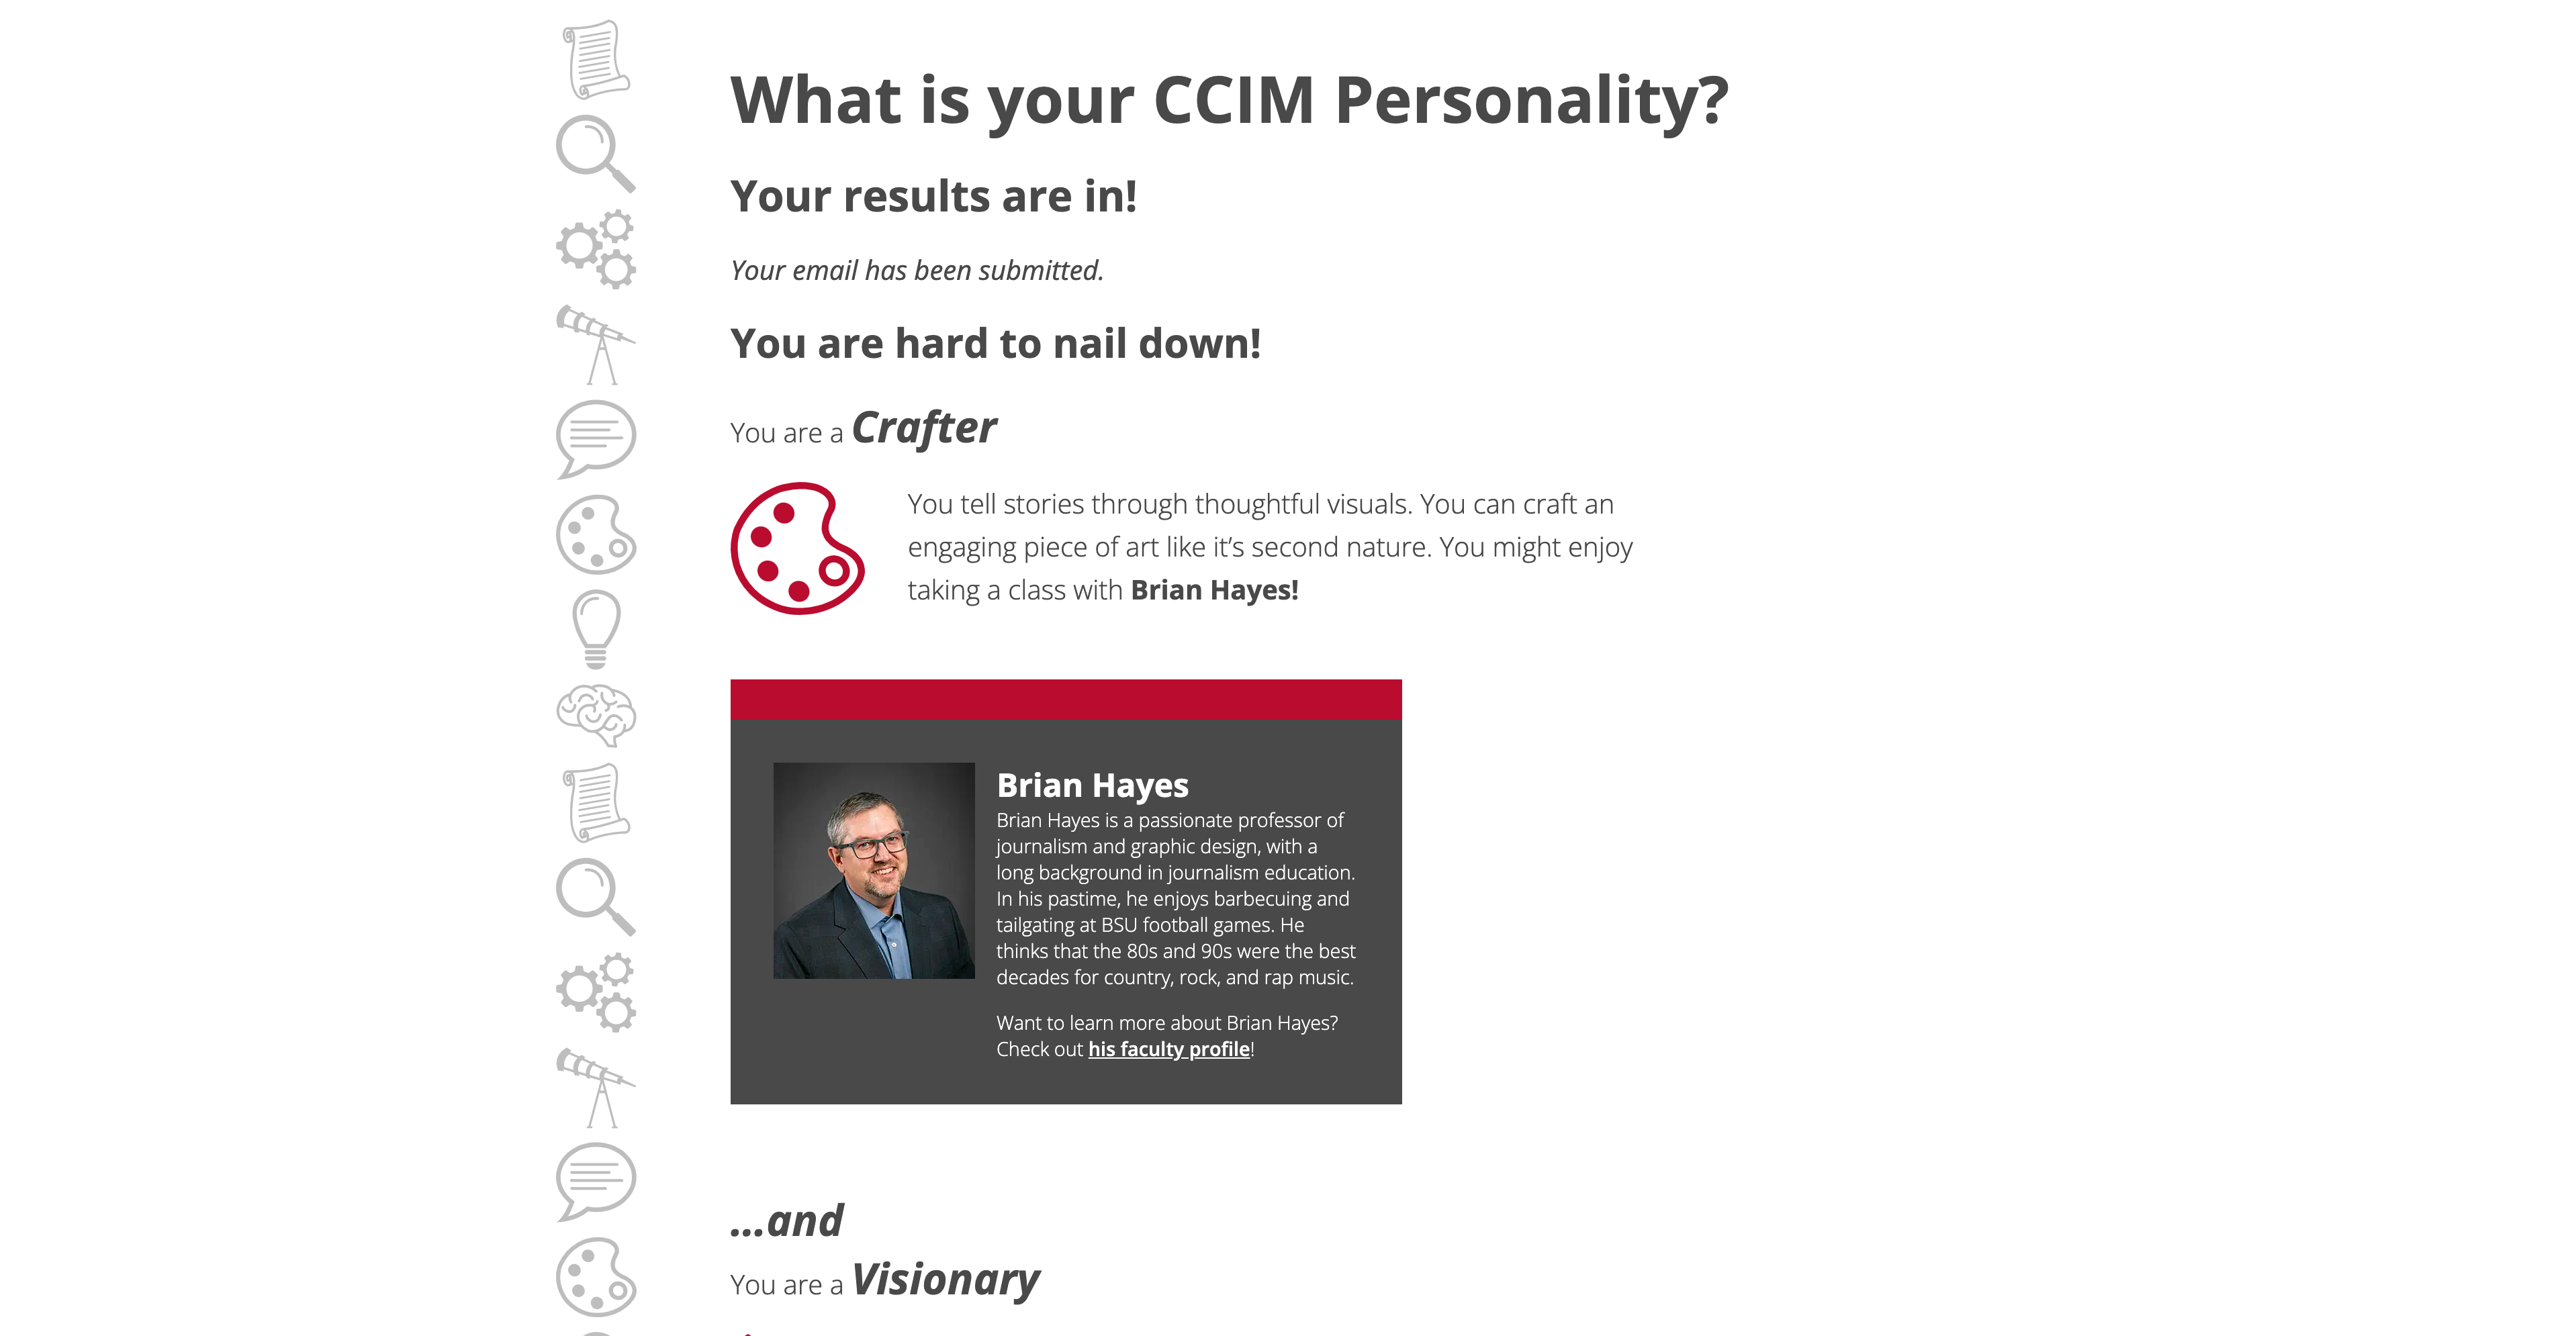 What is your CCIM Personality?
Your results are in!
Your email has been submitted.
You are hard to nail down!
You are a Crafter
You tell stories through thoughtful visuals. You can craft an
engaging piece of art like it’s second nature. You might enjoy
taking a class with Brian Hayes!
Brian Hayes
Brian Hayes is a passionate professor of
journalism and graphic design, with a
long background in journalism education.
In his pastime, he enjoys barbecuing and
tailgating at BSU football games. He
thinks that the 80s and 90s were the best
decades for country, rock, and rap music.
Want to learn more about Brian Hayes?
Check out his faculty profile!
...and
You are a Visionary